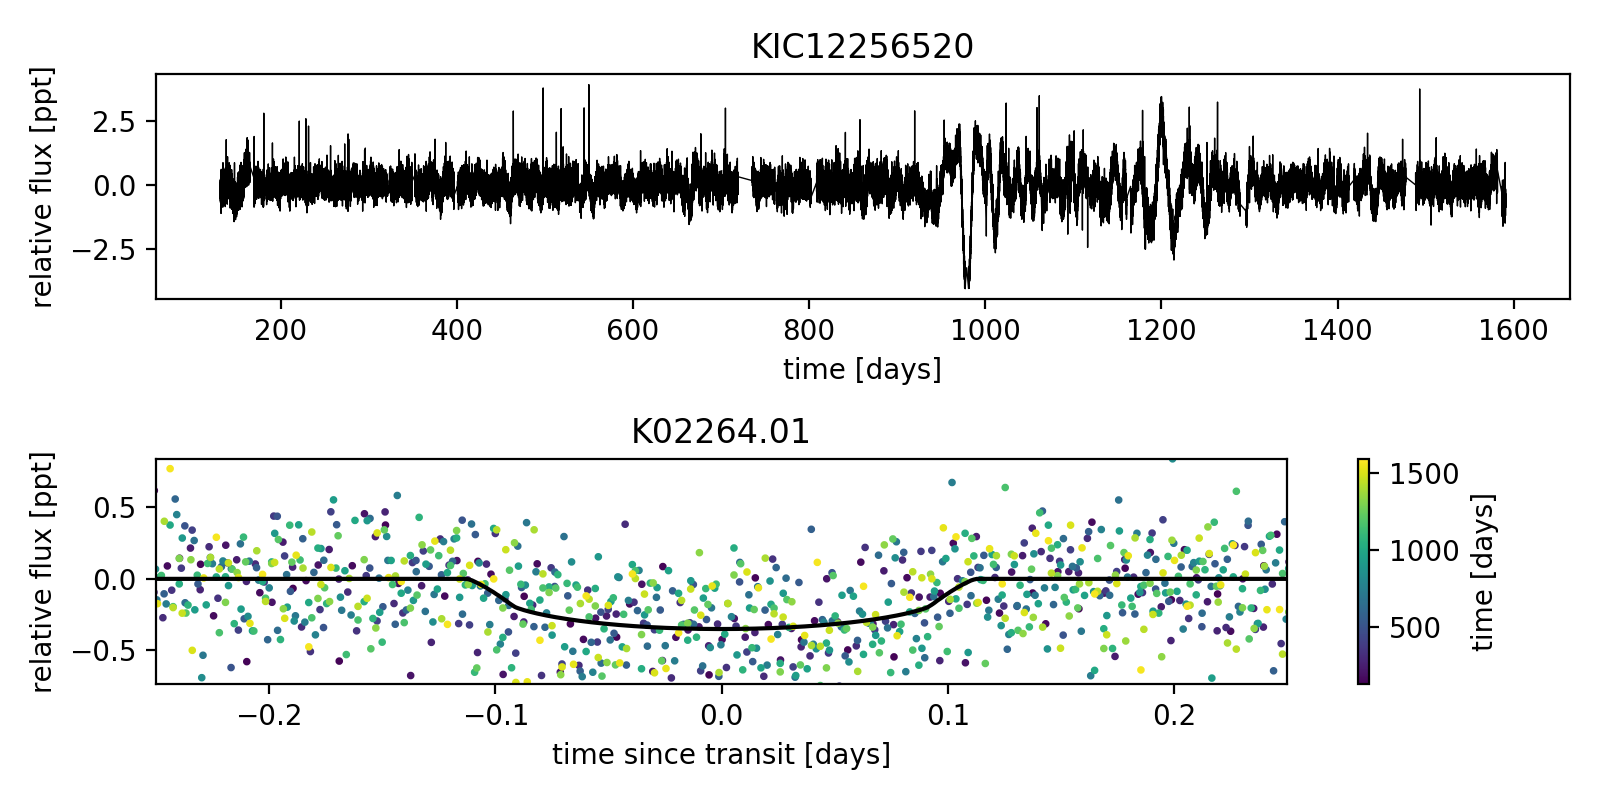 KIC12256520
relative flux [ppt]
2.5
0.0
−2.5
200 400 600 800 1000 1200 1400 1600
time [days]
K02264.01
relative flux [ppt]
0.5
0.0
−0.5
−0.2 −0.1 0.0 0.1 0.2
time since transit [days]
1500
1000
500
time [days]